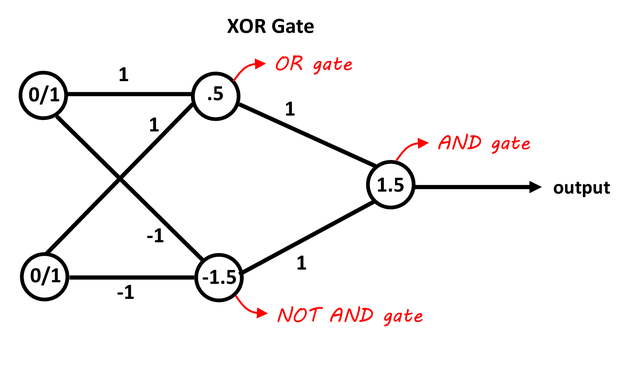 XOR Gate
OR gate
0/1
1
.5
1
1
AND gate
1.5
output
-1
0/1
-1
-1.5
1
NOT AND gate